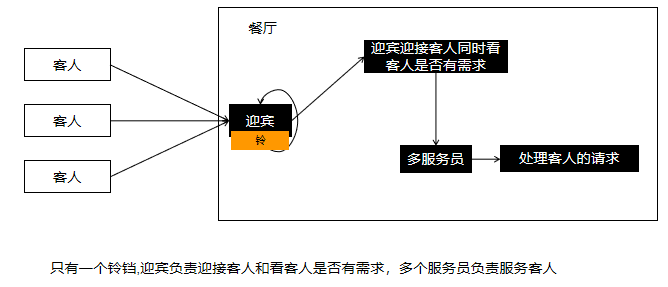 餐厅
客人
客人
客人
迎宾
铃
迎宾迎接客人同时看
客人是否有需求
多服务员
处理客人的请求
只有一个铃铛,迎宾负责迎接客人和看客人是否有需求，多个服务员负责服务客人